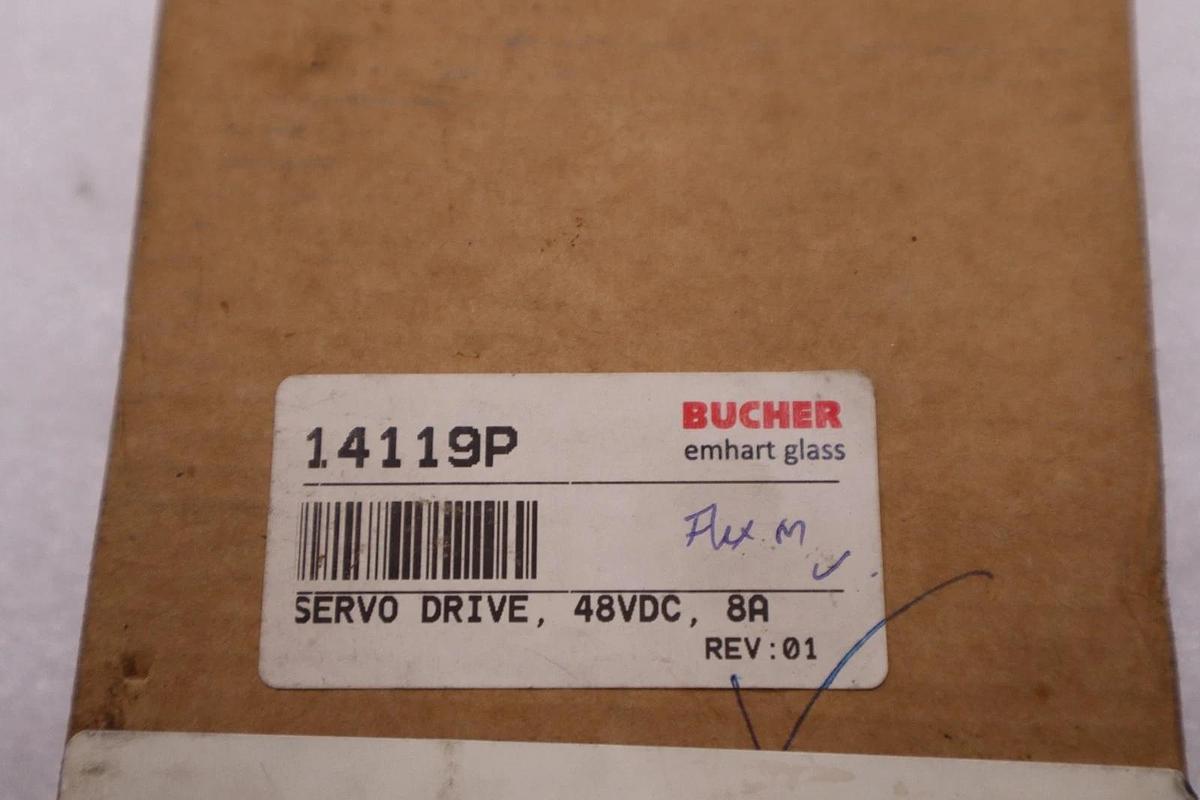 14119P
BUCHER
emhart glass
Flex M
SERVO DRIVE, 48VDC, 8A
REV:01